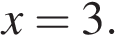 x = 3.